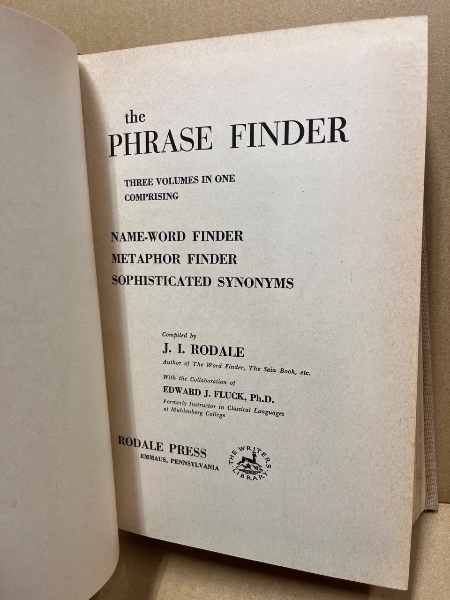 the
PHRASE FINDER
THREE VOLUMES IN ONE
COMPRISING
NAME-WORD FINDER
METAPHOR FINDER
SOPHISTICATED SYNONYMS
Compiled by
J. I. RODALE
Author of The Word Finder, The Sain Book, etc.
With the Collaboration of
EDWARD J. FLUCK, Ph.D.
Formerly Instructor in Classical Languages
at Muhlenberg College
RODALE PRESS
EMMAUS, PENNSYLVANIA
THE WRITERS
LIBRARY